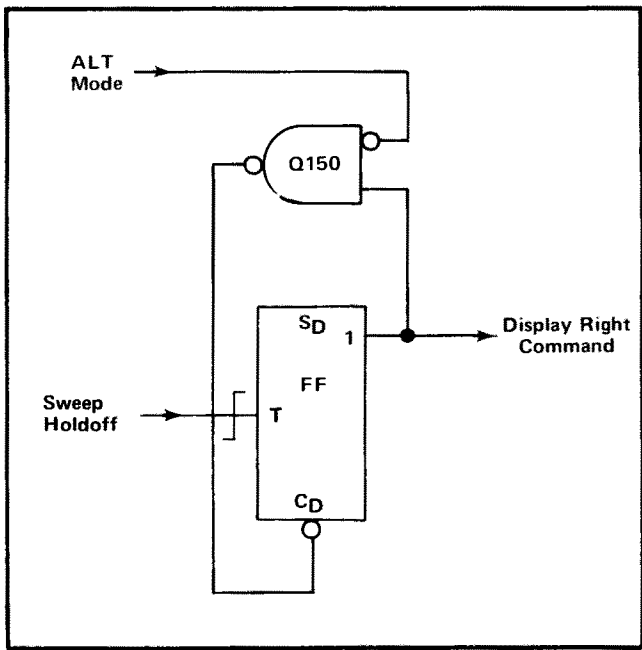 ALT
Mode
Q150
SD
1
Display Right
Command
FF
Sweep
Holdoff
T
CD